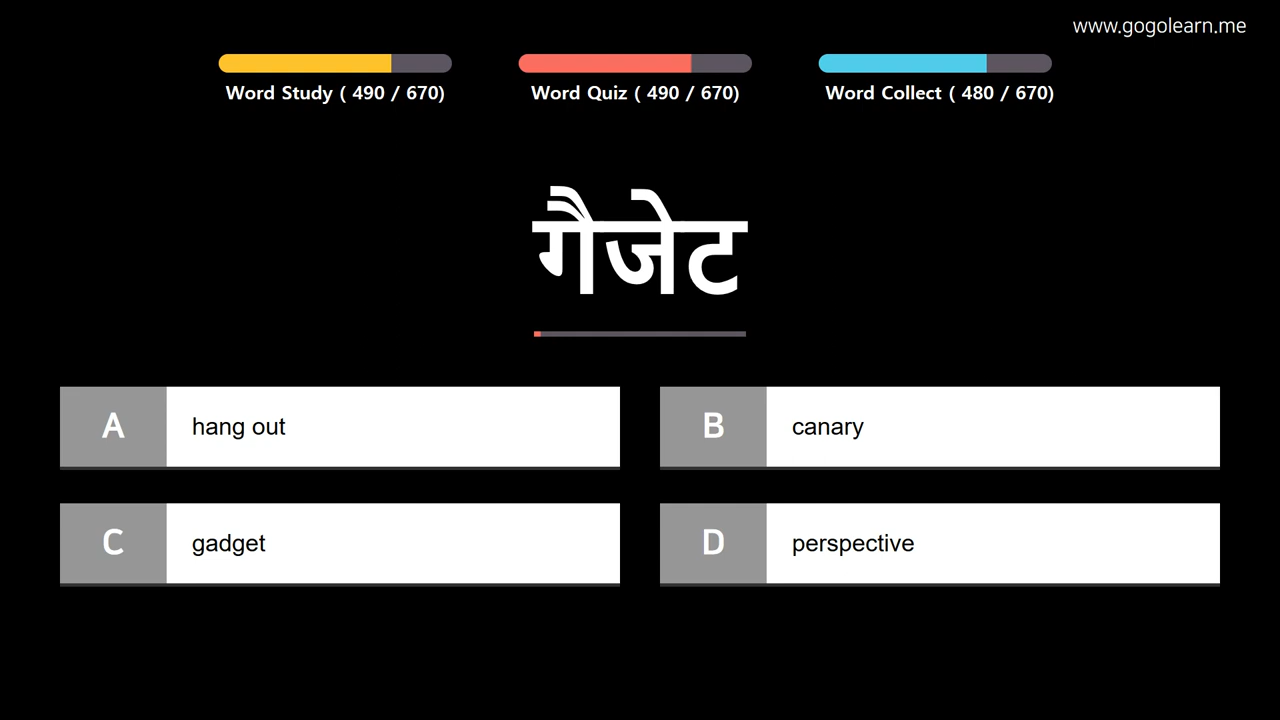 www.gogolearn.me
Word Study ( 490 / 670)
Word Quiz ( 490 / 670)
Word Collect ( 480 / 670)
गैजेट
A hang out
B canary
C gadget
D perspective